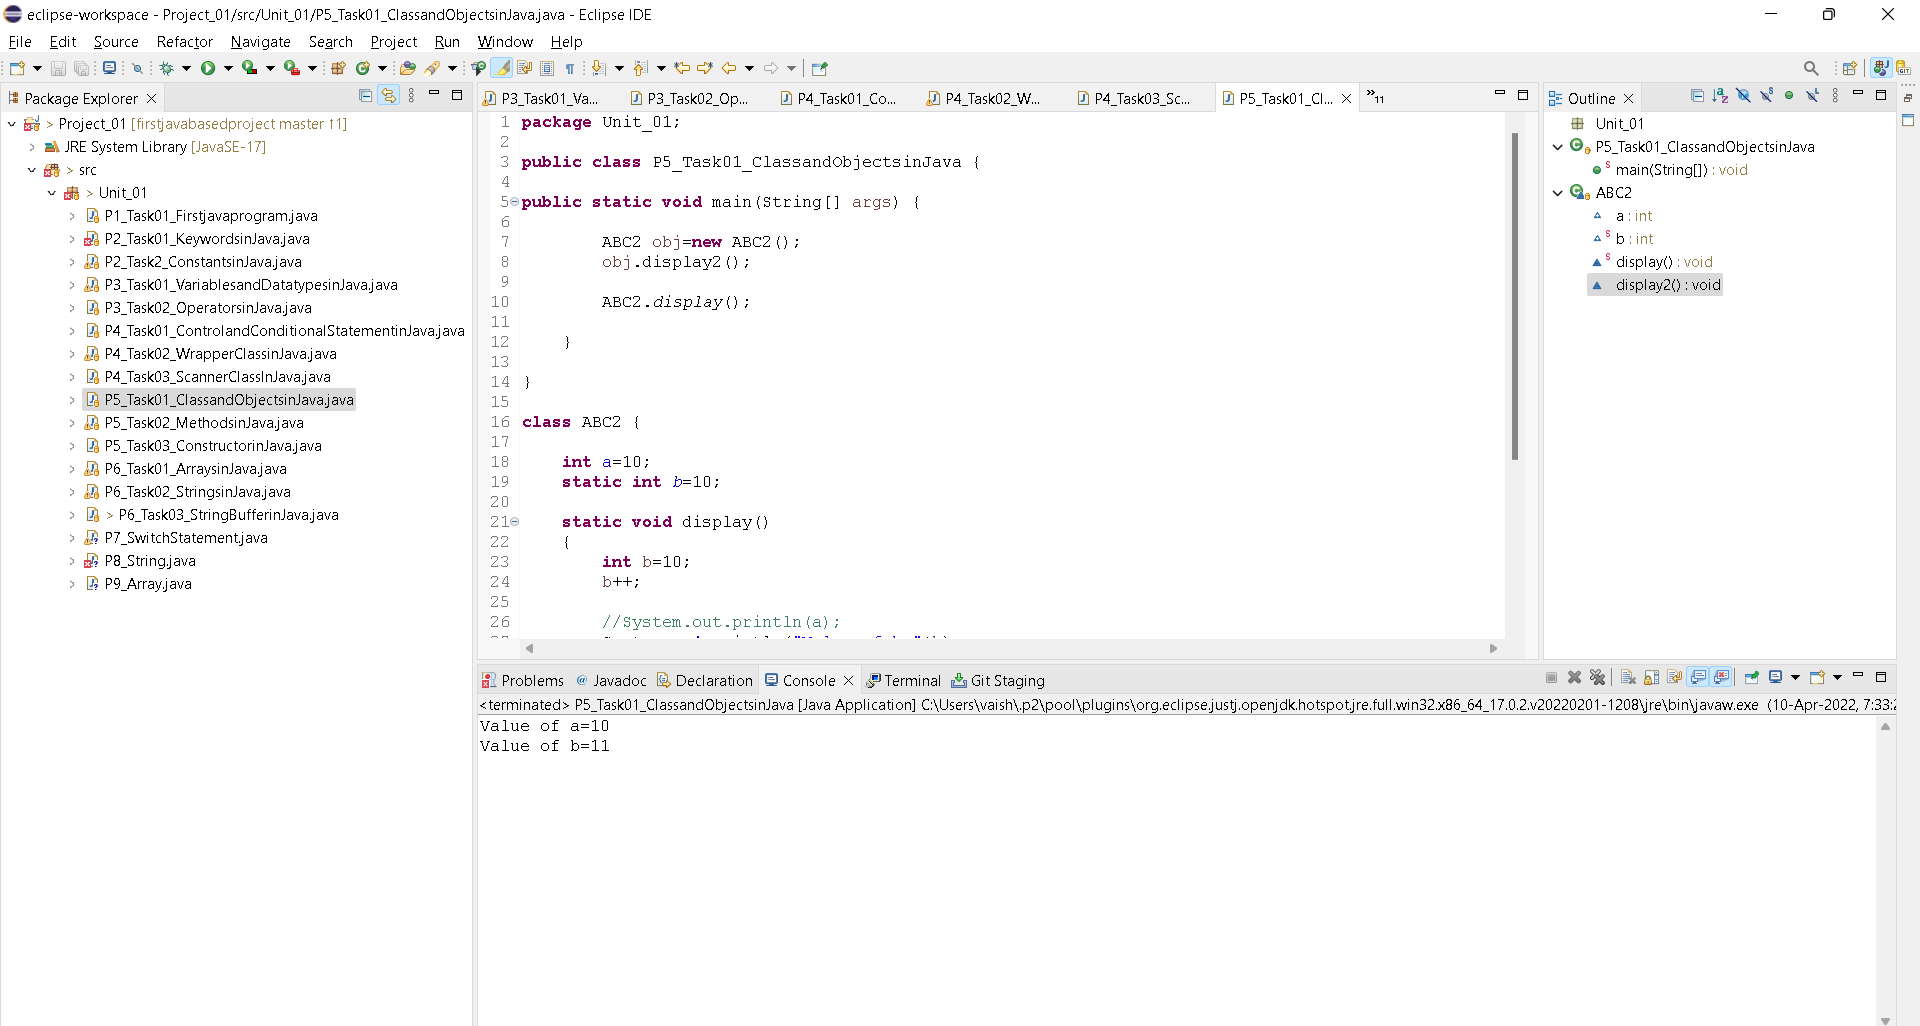 eclipse-workspace - Project_01/src/Unit_01/P5_Task01_ClassandObjectsinJava.java - Eclipse IDE
File Edit Source Refactor Navigate Search Project Run Window Help
Package Explorer
Project_01 [firstjavabasedproject master ↑1]
JRE System Library [JavaSE-17]
> src
> Unit_01
P1_Task01_Firstjavaprogram.java
P2_Task01_KeywordsinJava.java
P2_Task2_ConstantsinJava.java
P3_Task01_VariablesandDatatypesinJava.java
P3_Task02_OperatorsinJava.java
P4_Task01_ControlandConditionalStatementinJava.java
P4_Task02_WrapperClassinJava.java
P4_Task03_ScannerClassInJava.java
P5_Task01_ClassandObjectsinJava.java
P5_Task02_MethodsinJava.java
P5_Task03_ConstructorinJava.java
P6_Task01_ArraysinJava.java
P6_Task02_StringsinJava.java
> P6_Task03_StringBufferinJava.java
P7_SwitchStatement.java
P8_String.java
P9_Array.java
P3_Task01_Va... P3_Task02_Op... P4_Task01_Co... P4_Task02_W... P4_Task03_Sc... P5_Task01_Cl... »11
1 package Unit_01;
2
3 public class P5_Task01_ClassandObjectsinJava {
4
5 public static void main(String[] args) {
6
7 ABC2 obj=new ABC2();
8 obj.display2();
9
10 ABC2.display();
11
12 }
13
14 }
15
16 class ABC2 {
17
18 int a=10;
19 static int b=10;
20
21 static void display()
22 {
23 int b=10;
24 b++;
25
26 //System.out.println(a);
Outline
Unit_01
P5_Task01_ClassandObjectsinJava
main(String[]) : void
ABC2
a : int
b : int
display() : void
display2() : void
Problems Javadoc Declaration Console Terminal Git Staging
<terminated> P5_Task01_ClassandObjectsinJava [Java Application] C:\Users\vaish\.p2\pool\plugins\org.eclipse.justj.openjdk.hotspot.jre.full.win32.x86_64_17.0.2.v20220201-1208\jre\bin\javaw.exe (10-Apr-2022, 7:33:2
Value of a=10
Value of b=11